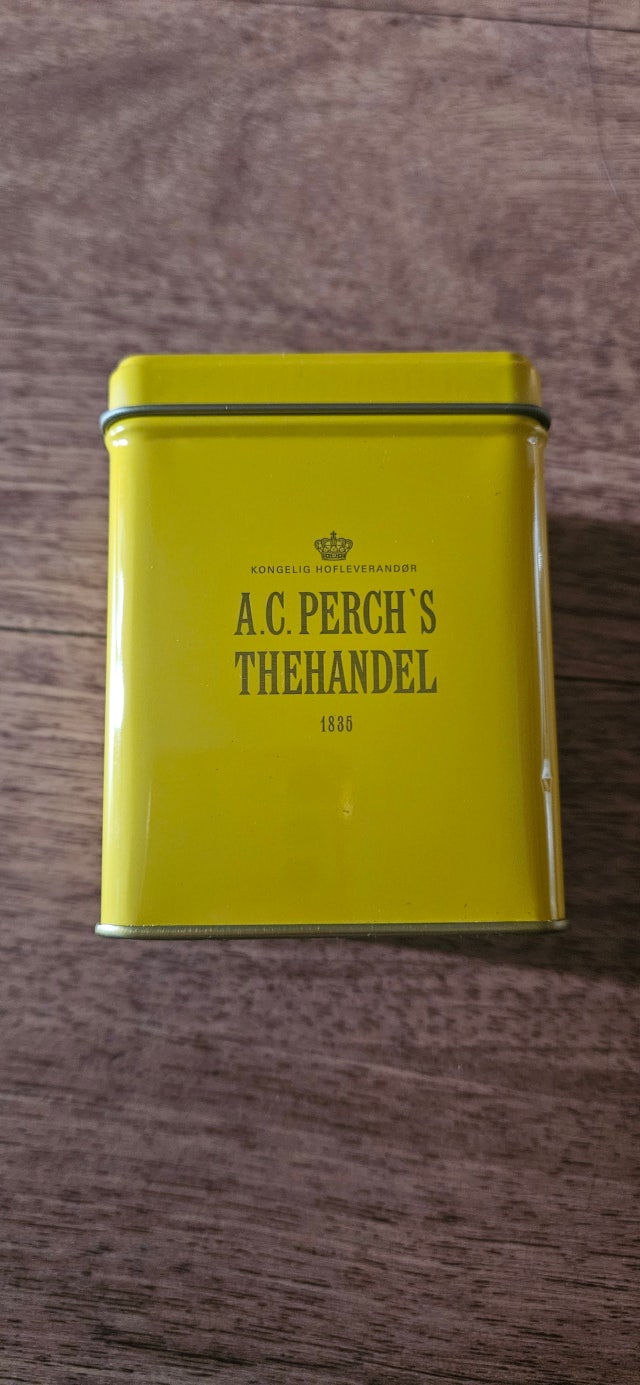 KONGELIG HOFLEVERANDØR
A.C. PERCH`S
THEHANDEL
1835